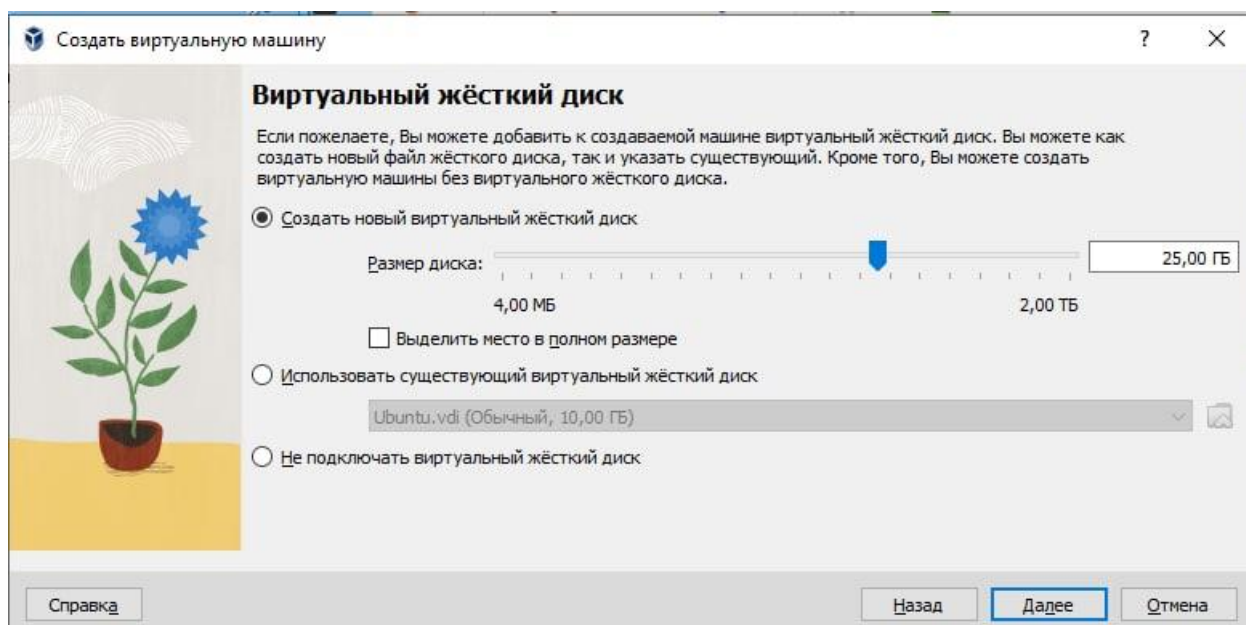 Создать виртуальную машину
?
Виртуальный жёсткий диск
Если пожелаете, Вы можете добавить к создаваемой машине виртуальный жёсткий диск. Вы можете как
создать новый файл жёсткого диска, так и указать существующий. Кроме того, Вы можете создать
виртуальную машины без виртуального жёсткого диска.
Создать новый виртуальный жёсткий диск
Размер диска: 25,00 ГБ
4,00 МБ 2,00 ТБ
Выделить место в полном размере
Использовать существующий виртуальный жёсткий диск
Ubuntu.vdi (Обычный, 10,00 ГБ)
Не подключать виртуальный жёсткий диск
Справка Назад Далее Отмена